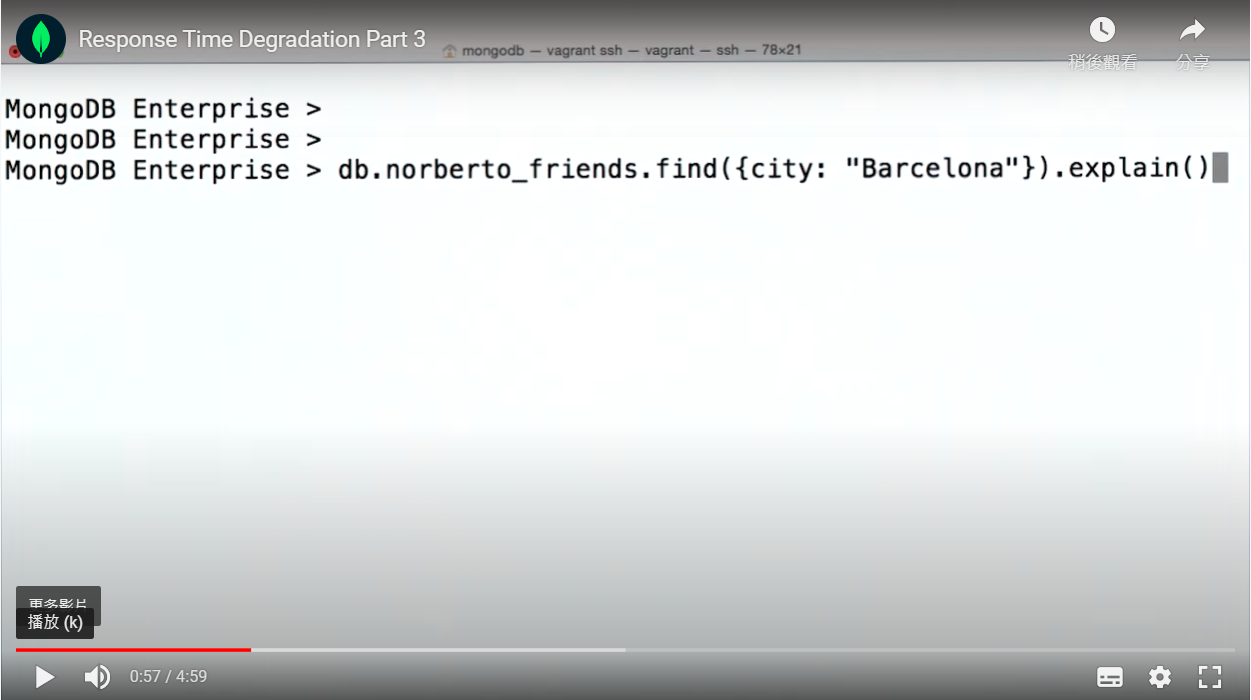 Response Time Degradation Part 3
mongodb — vagrant ssh — vagrant — ssh — 78×21
稍後觀看
分享
MongoDB Enterprise >
MongoDB Enterprise >
MongoDB Enterprise > db.norberto_friends.find({city: "Barcelona"}).explain()
更多影片
播放 (k)
0:57 / 4:59